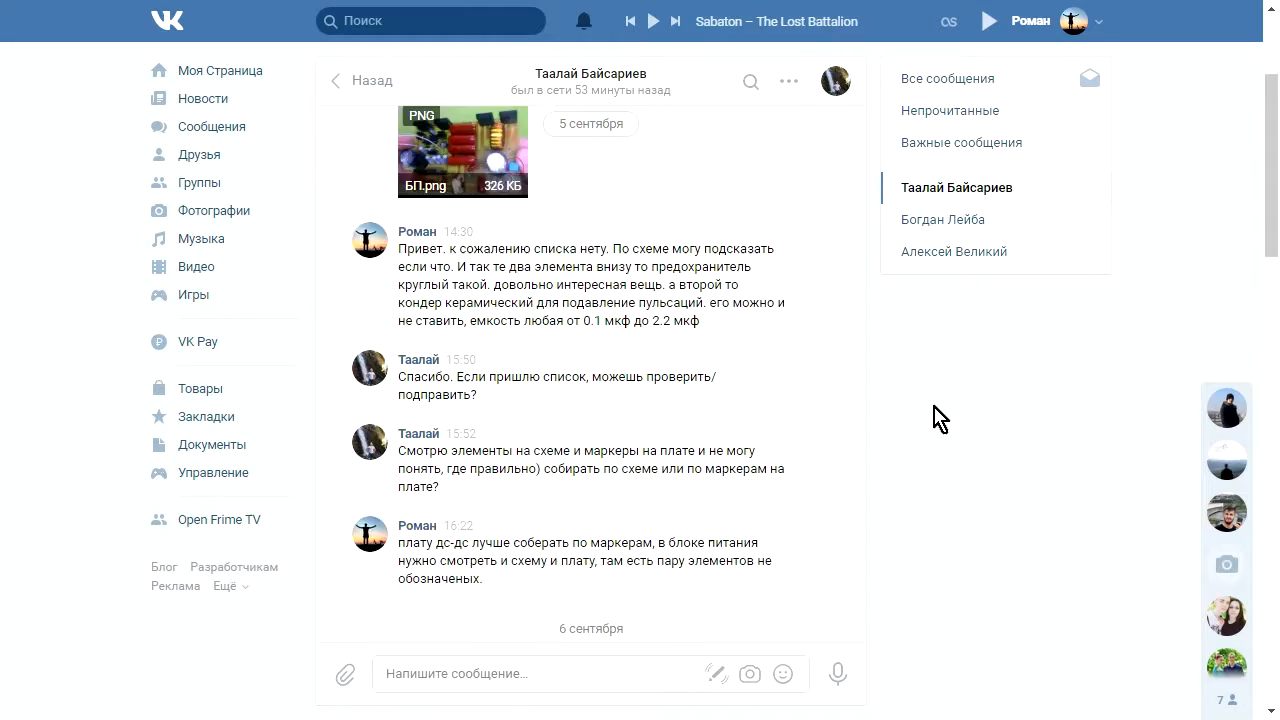 Поиск
Sabaton – The Lost Battalion
Роман
Моя Страница
Новости
Сообщения
Друзья
Группы
Фотографии
Музыка
Видео
Игры
VK Pay
Товары
Закладки
Документы
Управление
Open Frime TV
Блог Разработчикам
Реклама Ещё
Назад
Таалай Байсариев
был в сети 53 минуты назад
PNG
БП.png 326 КБ
5 сентября
Роман 14:30
Привет. к сожалению списка нету. По схеме могу подсказать
если что. И так те два элемента внизу то предохранитель
круглый такой. довольно интересная вещь. а второй то
кондер керамический для подавление пульсаций. его можно и
не ставить, емкость любая от 0.1 мкф до 2.2 мкф
Таалай 15:50
Спасибо. Если пришлю список, можешь проверить/
подправить?
Таалай 15:52
Смотрю элементы на схеме и маркеры на плате и не могу
понять, где правильно) собирать по схеме или по маркерам на
плате?
Роман 16:22
плату дс-дс лучше соберать по маркерам, в блоке питания
нужно смотреть и схему и плату, там есть пару элементов не
обозначеных.
6 сентября
Напишите сообщение...
Все сообщения
Непрочитанные
Важные сообщения
Таалай Байсариев
Богдан Лейба
Алексей Великий
7